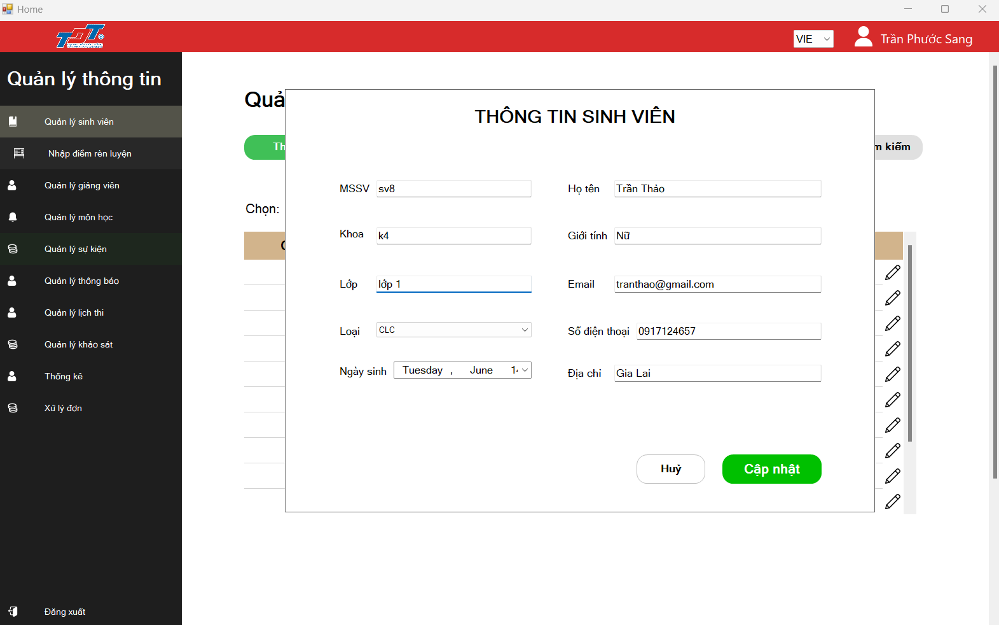 Home
TDT
VIE
Trần Phước Sang
Quản lý thông tin
Quản lý sinh viên
Nhập điểm rèn luyện
Quản lý giảng viên
Quản lý môn học
Quản lý sự kiện
Quản lý thông báo
Quản lý lịch thi
Quản lý khảo sát
Thống kê
Xử lý đơn
Đăng xuất
Quả
Th
m kiếm
Chọn:
THÔNG TIN SINH VIÊN
MSSV sv8
Họ tên Trần Thảo
Khoa k4
Giới tính Nữ
Lớp lớp 1
Email tranthao@gmail.com
Loại CLC
Số điện thoại 0917124657
Ngày sinh Tuesday , June 14
Địa chỉ Gia Lai
Huỷ
Cập nhật